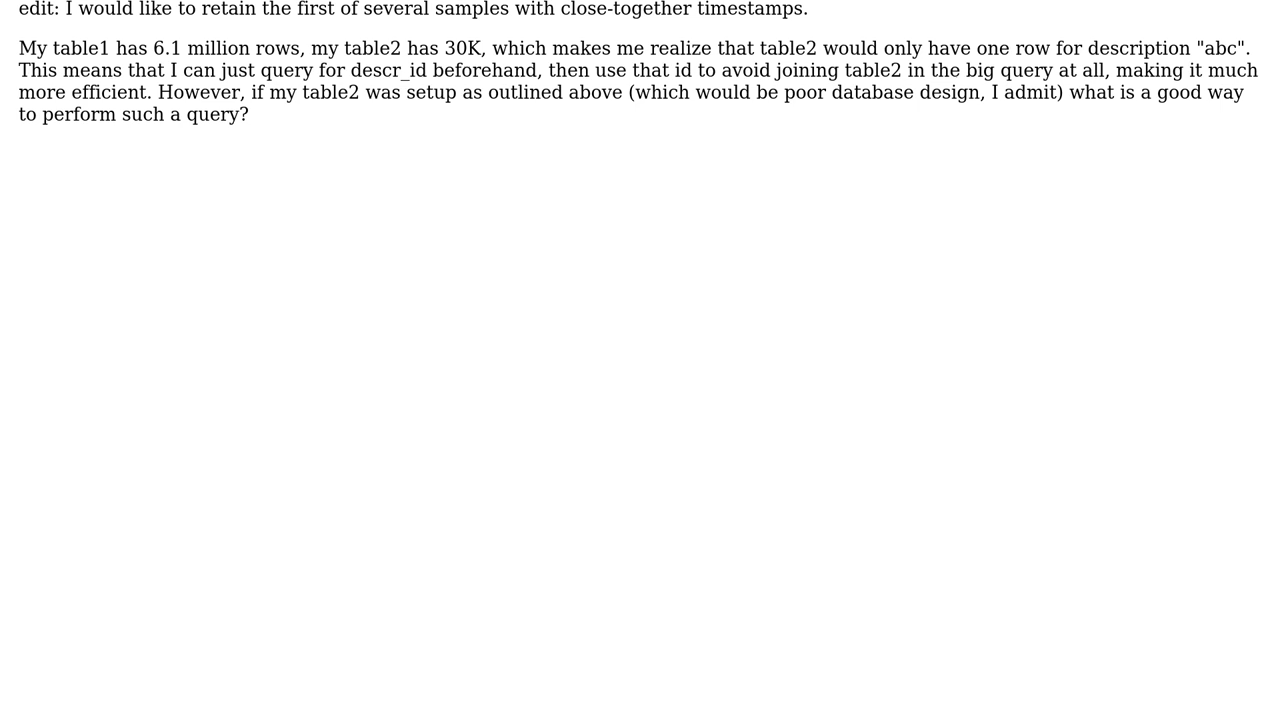 edit: I would like to retain the first of several samples with close-together timestamps.
My table1 has 6.1 million rows, my table2 has 30K, which makes me realize that table2 would only have one row for description "abc".
This means that I can just query for descr_id beforehand, then use that id to avoid joining table2 in the big query at all, making it much
more efficient. However, if my table2 was setup as outlined above (which would be poor database design, I admit) what is a good way
to perform such a query?